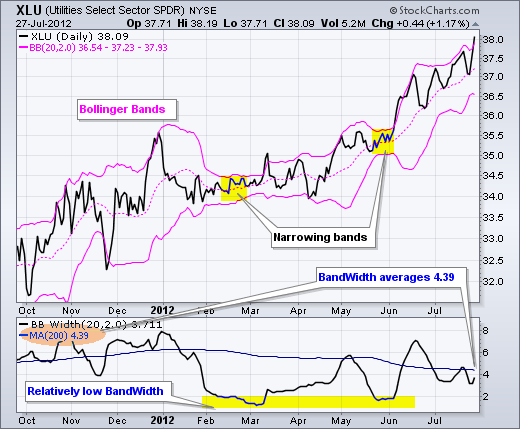 XLU (Utilities Select Sector SPDR) NYSE © StockCharts.com
27-Jul-2012 Op 37.71 Hi 38.19 Lo 37.71 Cl 38.09 Vol 5.2M Chg +0.44 (+1.17%)
XLU (Daily) 38.09
BB(20,2.0) 36.54 - 37.23 - 37.93
38.0
37.5
37.0
36.5
36.0
35.5
35.0
34.5
34.0
33.5
33.0
32.5
32.0
Bollinger Bands
Narrowing bands
BandWidth averages 4.39
Oct Nov Dec 2012 Feb Mar Apr May Jun Jul
BB Width(20,2.0) 3.711
MA(200) 4.39
8
6
4
2
Relatively low BandWidth
Oct Nov Dec 2012 Feb Mar Apr May Jun Jul